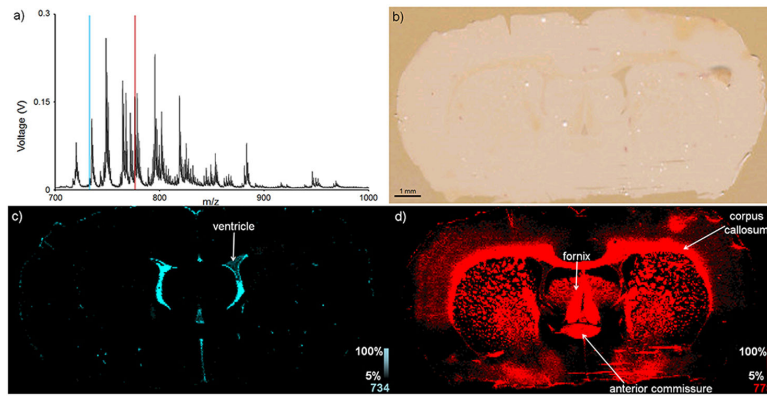 a)
0.3
0.15
0
Voltage (V)
700
800
900
1000
m/z
b)
1 mm
c)
ventricle
100%
5%
734
d)
corpus
callosum
fornix
anterior commissure
100%
5%